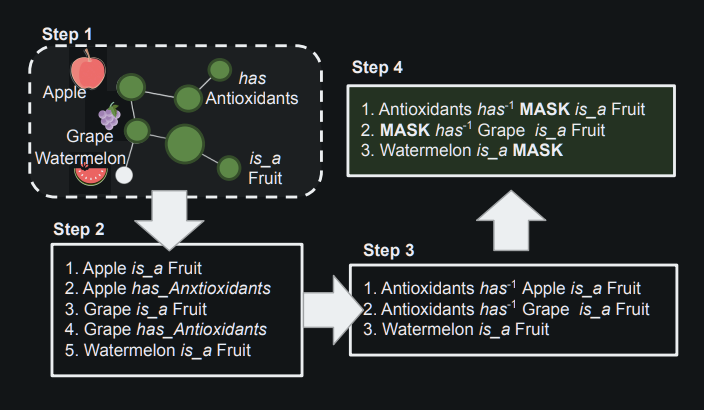 Step 1
Apple
has
Antioxidants
Grape
Watermelon
is_a
Fruit
Step 2
1. Apple is_a Fruit
2. Apple has_Anxtioxidants
3. Grape is_a Fruit
4. Grape has_Antioxidants
5. Watermelon is_a Fruit
Step 3
1. Antioxidants has-1 Apple is_a Fruit
2. Antioxidants has-1 Grape is_a Fruit
3. Watermelon is_a Fruit
Step 4
1. Antioxidants has-1 MASK is_a Fruit
2. MASK has-1 Grape is_a Fruit
3. Watermelon is_a MASK